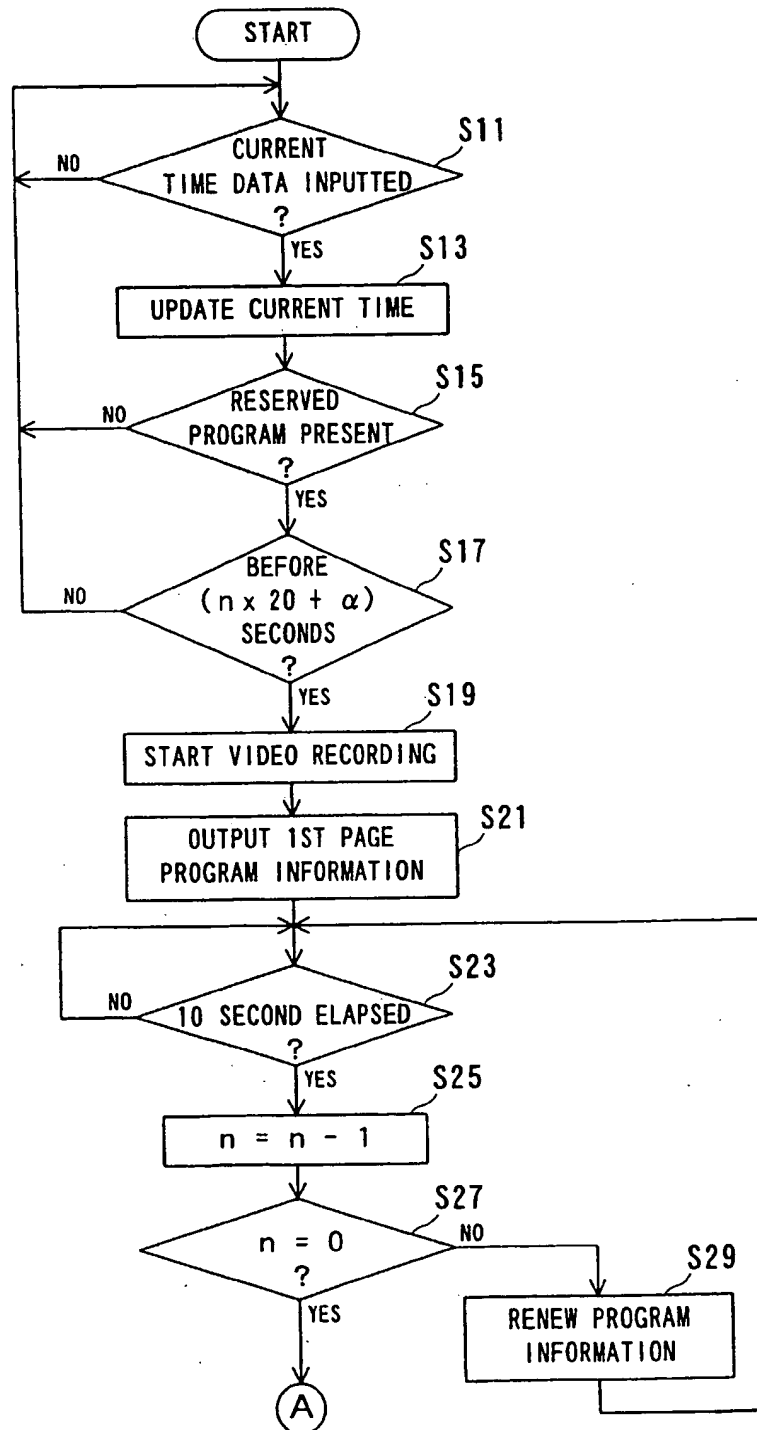 START
S11
CURRENT
TIME DATA INPUTTED
?
NO
YES
S13
UPDATE CURRENT TIME
S15
RESERVED
PROGRAM PRESENT
?
NO
YES
S17
BEFORE
(n x 20 + α)
SECONDS
?
NO
YES
S19
START VIDEO RECORDING
S21
OUTPUT 1ST PAGE
PROGRAM INFORMATION
S23
10 SECOND ELAPSED
?
NO
YES
S25
n = n - 1
S27
n = 0
?
NO
YES
S29
RENEW PROGRAM
INFORMATION
A